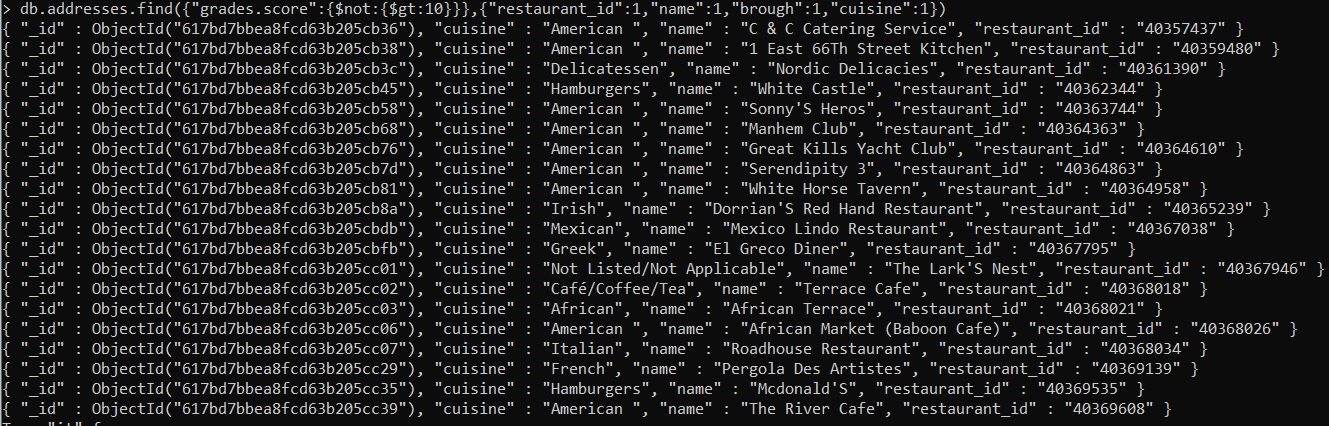 > db.addresses.find({"grades.score":{$not:{$gt:10}}},{"restaurant_id":1,"name":1,"brough":1,"cuisine":1})
{ "_id" : ObjectId("617bd7bbea8fcd63b205cb36"), "cuisine" : "American ", "name" : "C & C Catering Service", "restaurant_id" : "40357437" }
{ "_id" : ObjectId("617bd7bbea8fcd63b205cb38"), "cuisine" : "American ", "name" : "1 East 66Th Street Kitchen", "restaurant_id" : "40359480" }
{ "_id" : ObjectId("617bd7bbea8fcd63b205cb3c"), "cuisine" : "Delicatessen", "name" : "Nordic Delicacies", "restaurant_id" : "40361390" }
{ "_id" : ObjectId("617bd7bbea8fcd63b205cb45"), "cuisine" : "Hamburgers", "name" : "White Castle", "restaurant_id" : "40362344" }
{ "_id" : ObjectId("617bd7bbea8fcd63b205cb58"), "cuisine" : "American ", "name" : "Sonny'S Heros", "restaurant_id" : "40363744" }
{ "_id" : ObjectId("617bd7bbea8fcd63b205cb68"), "cuisine" : "American ", "name" : "Manhem Club", "restaurant_id" : "40364363" }
{ "_id" : ObjectId("617bd7bbea8fcd63b205cb76"), "cuisine" : "American ", "name" : "Great Kills Yacht Club", "restaurant_id" : "40364610" }
{ "_id" : ObjectId("617bd7bbea8fcd63b205cb7d"), "cuisine" : "American ", "name" : "Serendipity 3", "restaurant_id" : "40364863" }
{ "_id" : ObjectId("617bd7bbea8fcd63b205cb81"), "cuisine" : "American ", "name" : "White Horse Tavern", "restaurant_id" : "40364958" }
{ "_id" : ObjectId("617bd7bbea8fcd63b205cb8a"), "cuisine" : "Irish", "name" : "Dorrian'S Red Hand Restaurant", "restaurant_id" : "40365239" }
{ "_id" : ObjectId("617bd7bbea8fcd63b205cbdb"), "cuisine" : "Mexican", "name" : "Mexico Lindo Restaurant", "restaurant_id" : "40367038" }
{ "_id" : ObjectId("617bd7bbea8fcd63b205cbfb"), "cuisine" : "Greek", "name" : "El Greco Diner", "restaurant_id" : "40367795" }
{ "_id" : ObjectId("617bd7bbea8fcd63b205cc01"), "cuisine" : "Not Listed/Not Applicable", "name" : "The Lark'S Nest", "restaurant_id" : "40367946" }
{ "_id" : ObjectId("617bd7bbea8fcd63b205cc02"), "cuisine" : "Café/Coffee/Tea", "name" : "Terrace Cafe", "restaurant_id" : "40368018" }
{ "_id" : ObjectId("617bd7bbea8fcd63b205cc03"), "cuisine" : "African", "name" : "African Terrace", "restaurant_id" : "40368021" }
{ "_id" : ObjectId("617bd7bbea8fcd63b205cc06"), "cuisine" : "American ", "name" : "African Market (Baboon Cafe)", "restaurant_id" : "40368026" }
{ "_id" : ObjectId("617bd7bbea8fcd63b205cc07"), "cuisine" : "Italian", "name" : "Roadhouse Restaurant", "restaurant_id" : "40368034" }
{ "_id" : ObjectId("617bd7bbea8fcd63b205cc29"), "cuisine" : "French", "name" : "Pergola Des Artistes", "restaurant_id" : "40369139" }
{ "_id" : ObjectId("617bd7bbea8fcd63b205cc35"), "cuisine" : "Hamburgers", "name" : "Mcdonald'S", "restaurant_id" : "40369535" }
{ "_id" : ObjectId("617bd7bbea8fcd63b205cc39"), "cuisine" : "American ", "name" : "The River Cafe", "restaurant_id" : "40369608" }